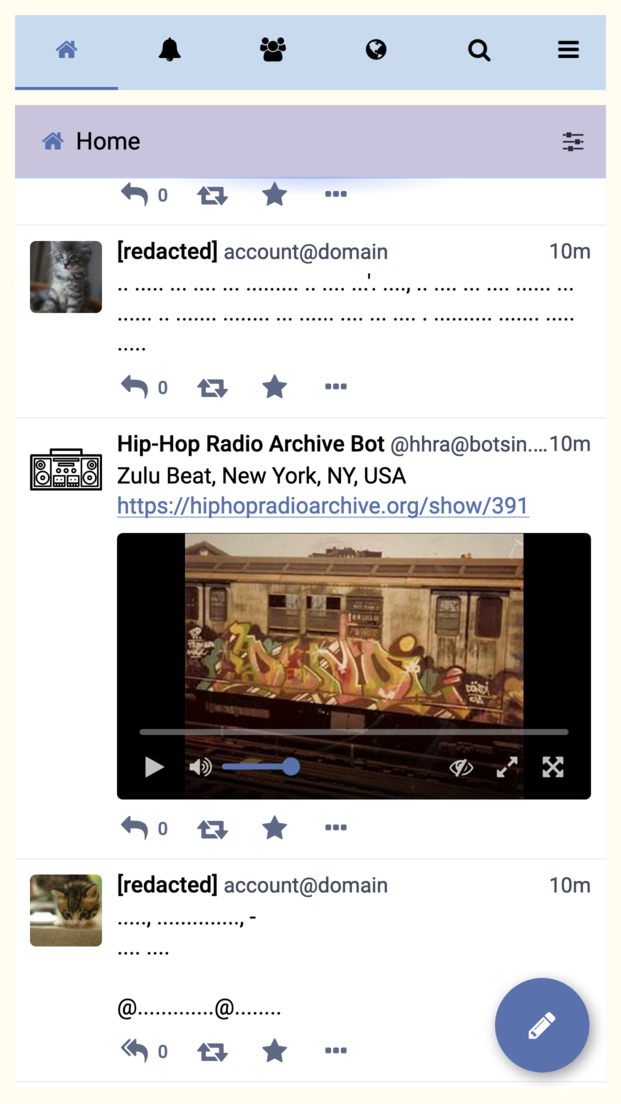 Home
0
[redacted] account@domain 10m
.. ..... ... .... ... ......... .. .... ...'. ...., .. .... ... .... ...... ...
...... .. ....... ........ ... ...... .... ... .... . .......... ....... .....
.....
0
Hip-Hop Radio Archive Bot @hhra@botsin.... 10m
Zulu Beat, New York, NY, USA
https://hiphopradioarchive.org/show/391
DONDI
0
[redacted] account@domain 10m
....., .............., -
.... ....
@.............@........
0